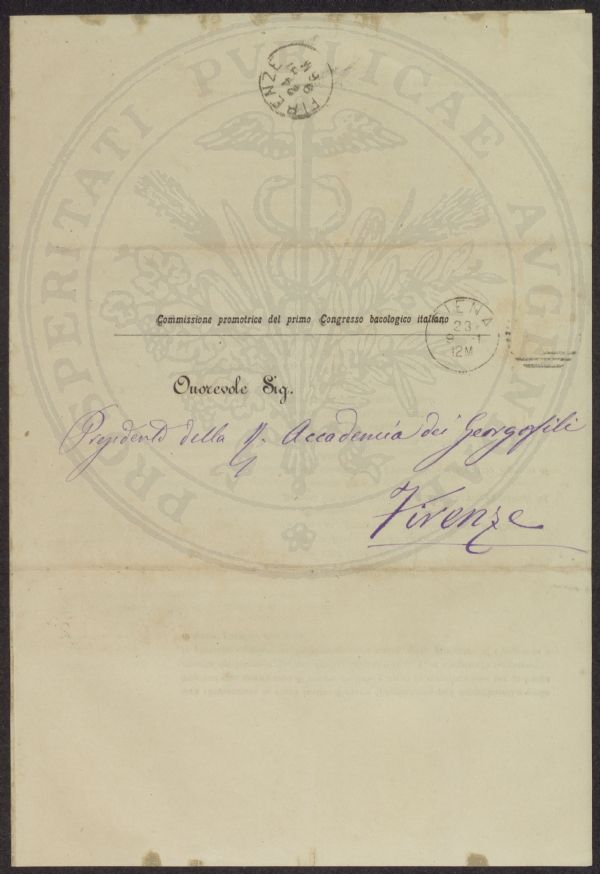 PROSPERITATI PUBLICAE AVGENDAE
FIRENZE
Commissione promotrice del primo Congresso bacologico italiano
SIENA
23
12M
Onorevole Sig.
Presidente della R. Accademia dei Georgofili
Firenze